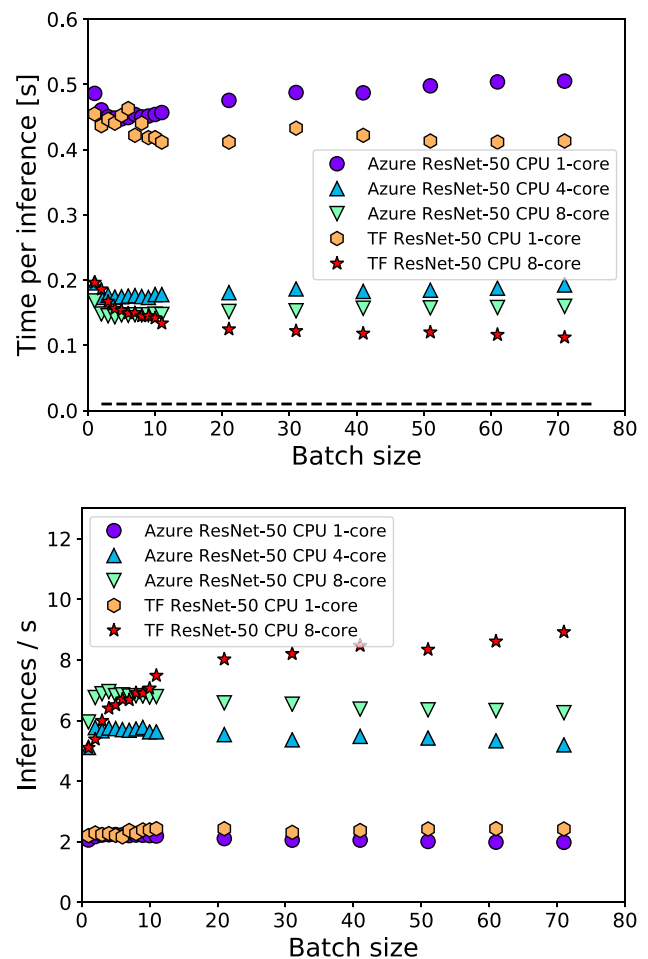 0.6
0.5
0.4
0.3
0.2
0.1
0.0
Time per inference [s]
Azure ResNet-50 CPU 1-core
Azure ResNet-50 CPU 4-core
Azure ResNet-50 CPU 8-core
TF ResNet-50 CPU 1-core
TF ResNet-50 CPU 8-core
0 10 20 30 40 50 60 70 80
Batch size
12
10
8
6
4
2
0
Inferences / s
Azure ResNet-50 CPU 1-core
Azure ResNet-50 CPU 4-core
Azure ResNet-50 CPU 8-core
TF ResNet-50 CPU 1-core
TF ResNet-50 CPU 8-core
0 10 20 30 40 50 60 70 80
Batch size